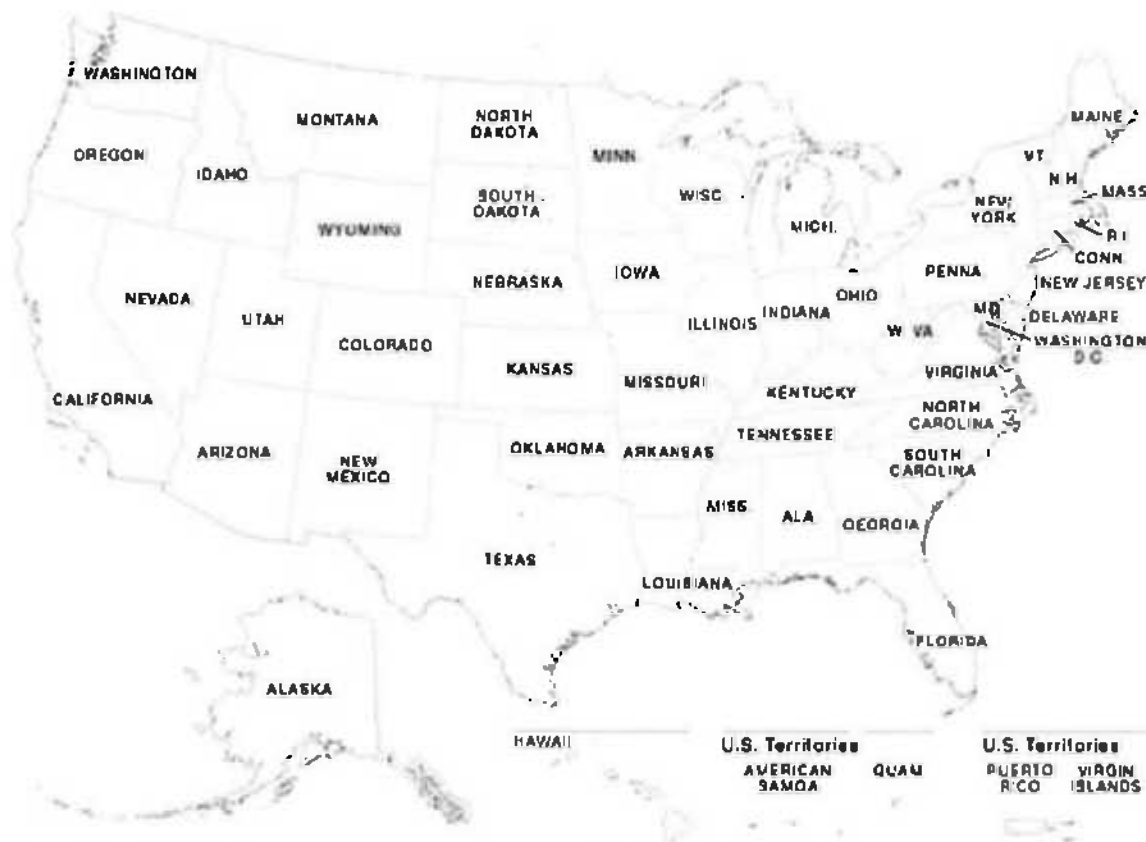 WASHINGTON
MONTANA
NORTH
DAKOTA
MINN
MAINE
OREGON
IDAHO
VT
WYOMING
SOUTH
DAKOTA
WISC
MICH.
NEW
YORK
N H
MASS
R I
CONN
NEVADA
UTAH
NEBRASKA
IOWA
PENNA
NEW JERSEY
OHIO
ILLINOIS
INDIANA
MD
DELAWARE
WASHINGTON
D C
COLORADO
KANSAS
MISSOURI
W VA
VIRGINIA
KENTUCKY
CALIFORNIA
ARIZONA
NEW
MEXICO
OKLAHOMA
ARKANSAS
TENNESSEE
NORTH
CAROLINA
SOUTH
CAROLINA
MISS
ALA
GEORGIA
TEXAS
LOUISIANA
FLORIDA
ALASKA
HAWAII
U.S. Territories
AMERICAN
SAMOA
GUAM
U.S. Territories
PUERTO
RICO
VIRGIN
ISLANDS